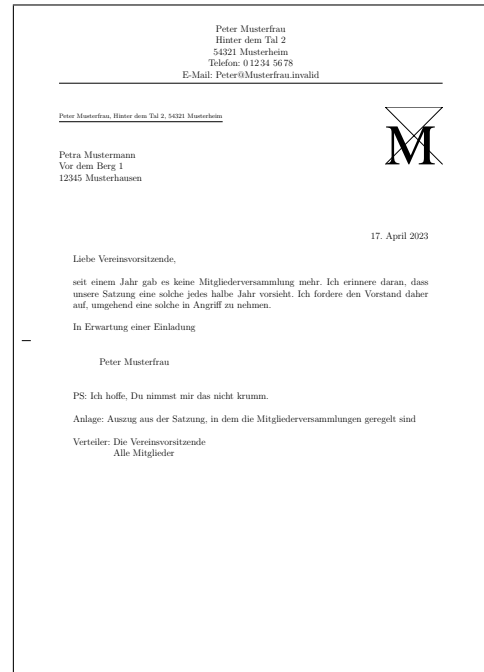 Peter Musterfrau
Hinter dem Tal 2
54321 Musterheim
Telefon: 0 12 34 56 78
E-Mail: Peter@Musterfrau.invalid
Peter Musterfrau, Hinter dem Tal 2, 54321 Musterheim
M
Petra Mustermann
Vor dem Berg 1
12345 Musterhausen
17. April 2023
Liebe Vereinsvorsitzende,
seit einem Jahr gab es keine Mitgliederversammlung mehr. Ich erinnere daran, dass
unsere Satzung eine solche jedes halbe Jahr vorsieht. Ich fordere den Vorstand daher
auf, umgehend eine solche in Angriff zu nehmen.
In Erwartung einer Einladung
Peter Musterfrau
PS: Ich hoffe, Du nimmst mir das nicht krumm.
Anlage: Auszug aus der Satzung, in dem die Mitgliederversammlungen geregelt sind
Verteiler: Die Vereinsvorsitzende
Alle Mitglieder